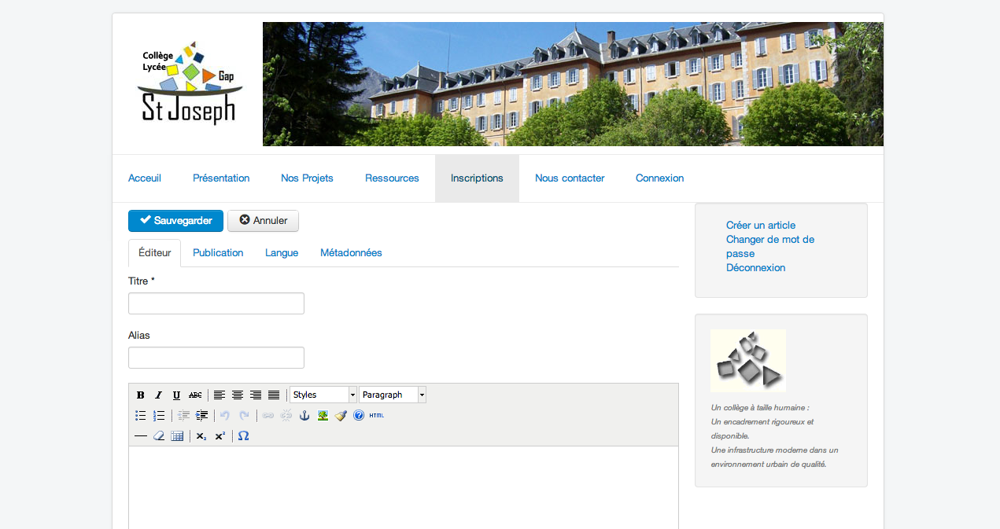 Collège
Lycée
Gap
St Joseph
Acceuil Présentation Nos Projets Ressources Inscriptions Nous contacter Connexion
Sauvegarder Annuler
Éditeur Publication Langue Métadonnées
Titre *
Alias
B I U ABC Styles Paragraph
HTML
x₂ x² Ω
Créer un article
Changer de mot de
passe
Déconnexion
Un collège à taille humaine :
Un encadrement rigoureux et
disponible.
Une infrastructure moderne dans un
environnement urbain de qualité.